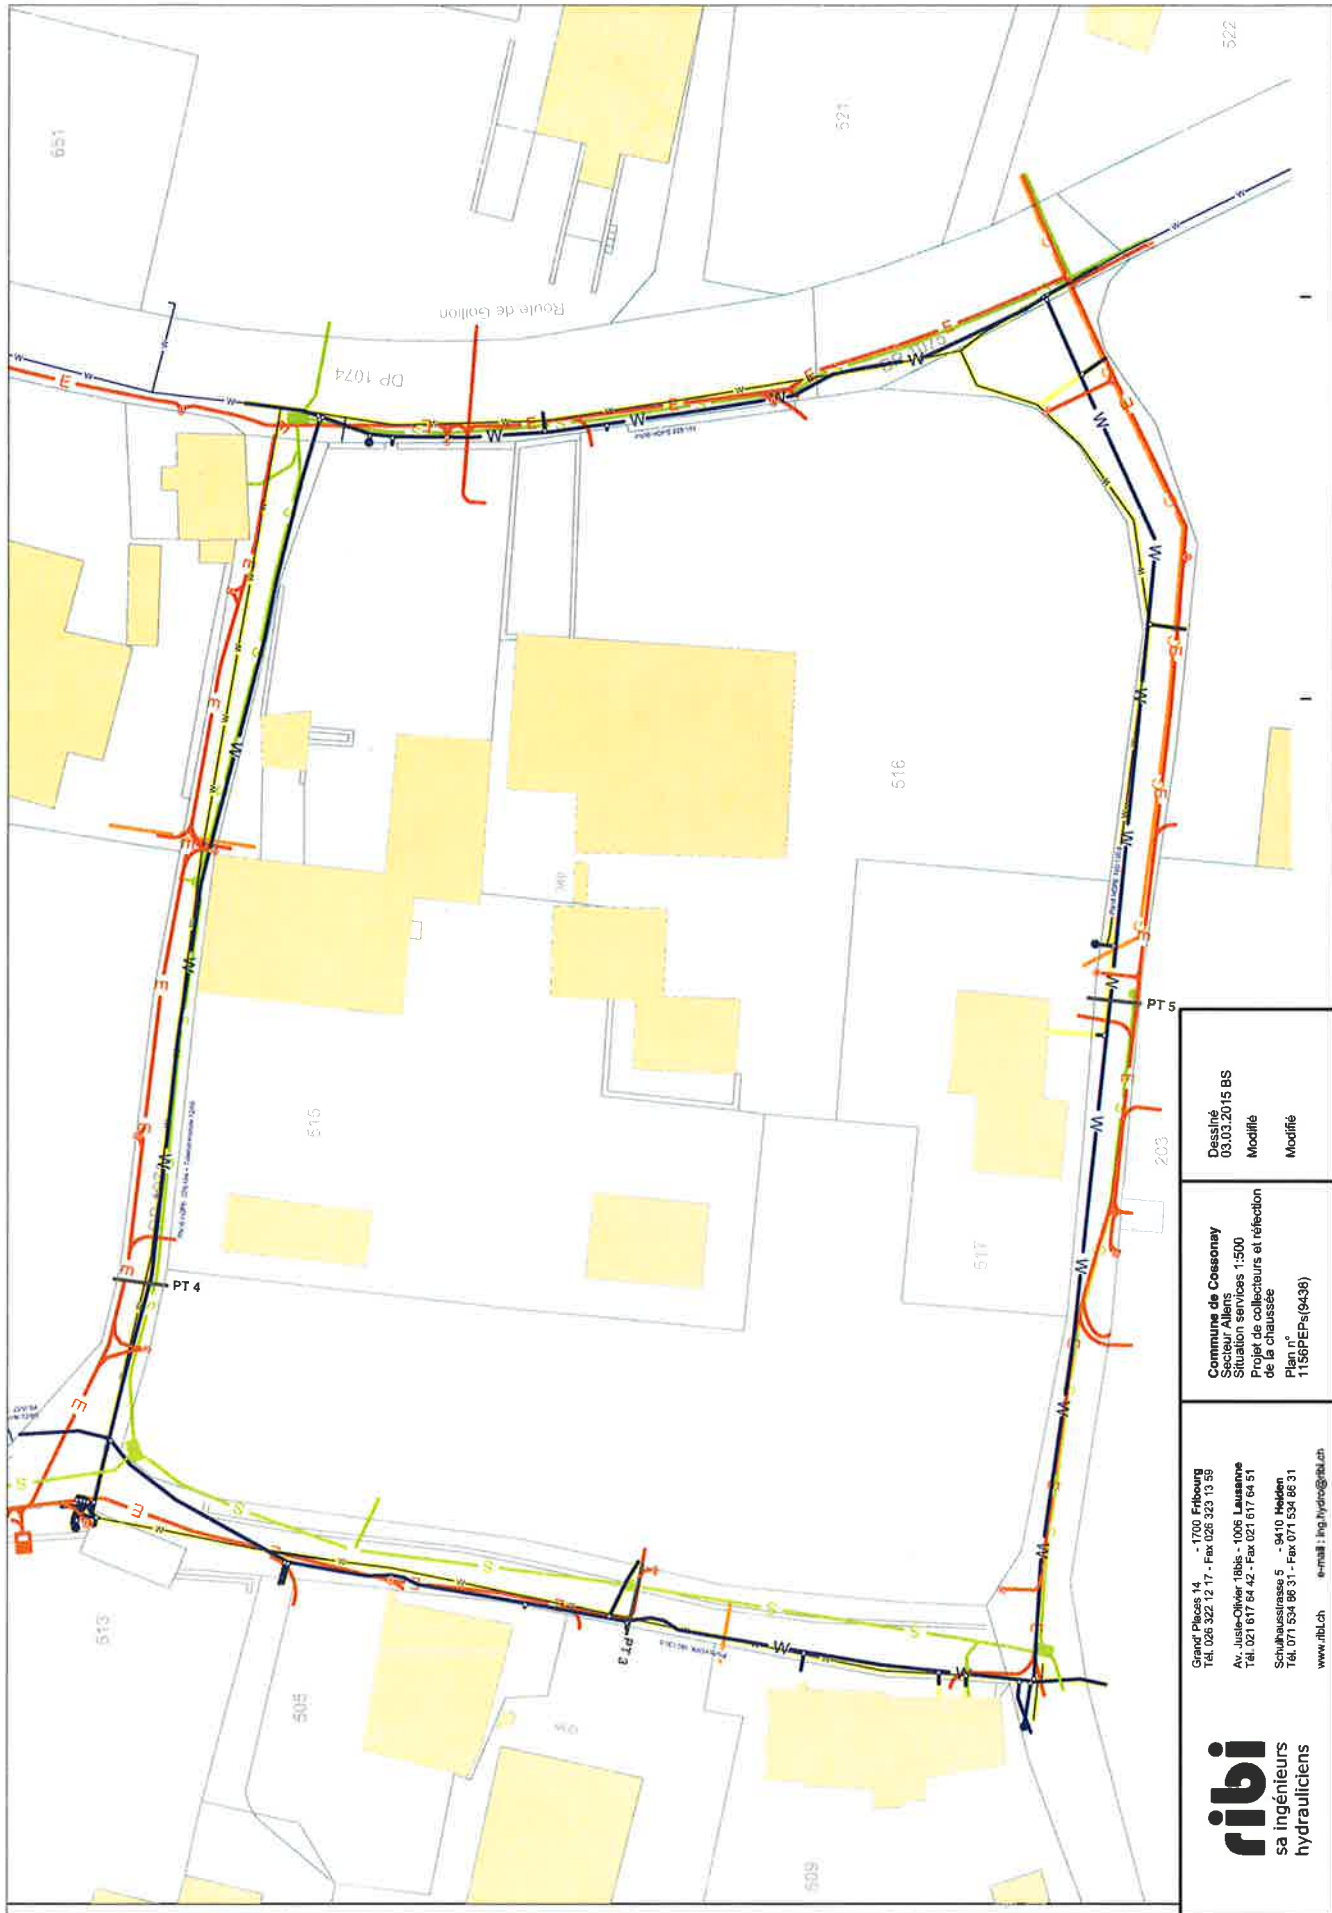 651
522
521
Route de Gollion
DP 1074
516
515
517
203
PT 5
PT 4
PT 3
513
505
509
W
E
S
ribi
sa ingénieurs
hydrauliciens
Grand' Places 14 - 1700 Fribourg
Tél. 026 322 12 17 - Fax 026 323 13 59
Av. Juste-Olivier 18bis - 1006 Lausanne
Tél. 021 617 64 42 - Fax 021 617 64 51
Schulhausstrasse 5 - 9410 Heiden
Tél. 071 534 86 31 - Fax 071 534 86 31
www.ribi.ch e-mail : ing.hydro@ribi.ch
Commune de Cossonay
Secteur Allens
Situation services 1:500
Projet de collecteurs et réfection
de la chaussée
Plan n°
1156PEPs(9438)
Dessiné
03.03.2015 BS
Modifié
Modifié